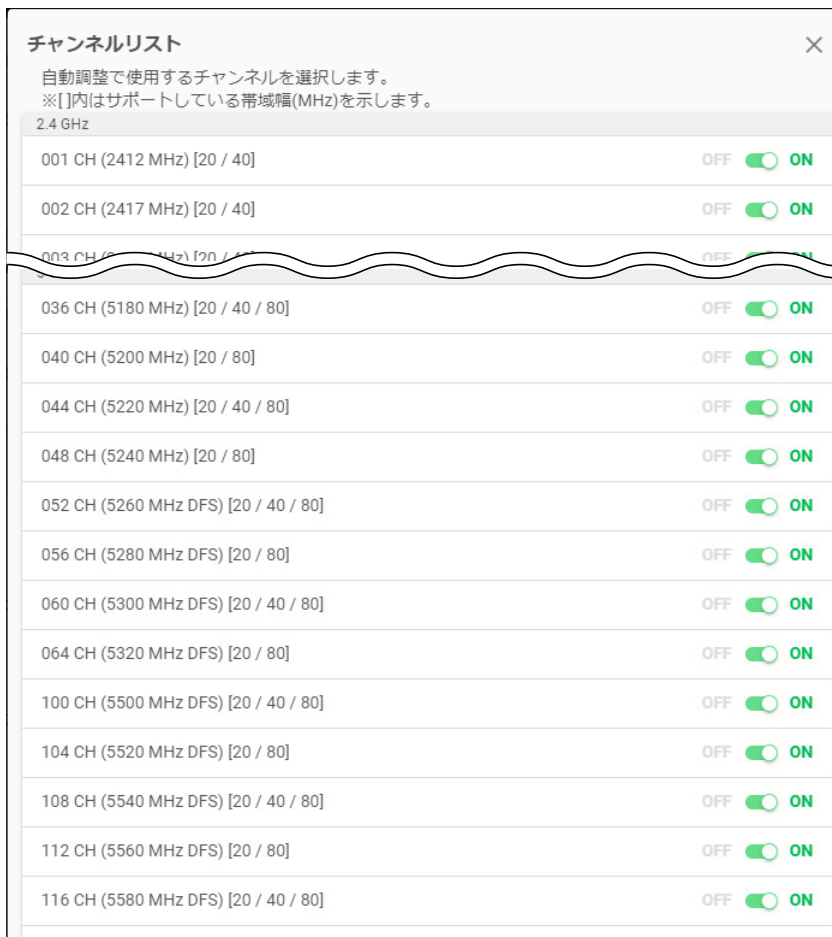 チャンネルリスト
自動調整で使用するチャンネルを選択します。
※[ ]内はサポートしている帯域幅(MHz)を示します。
2.4 GHz
001 CH (2412 MHz) [20 / 40] OFF ON
002 CH (2417 MHz) [20 / 40] OFF ON
003 CH OFF
036 CH (5180 MHz) [20 / 40 / 80] OFF ON
040 CH (5200 MHz) [20 / 80] OFF ON
044 CH (5220 MHz) [20 / 40 / 80] OFF ON
048 CH (5240 MHz) [20 / 80] OFF ON
052 CH (5260 MHz DFS) [20 / 40 / 80] OFF ON
056 CH (5280 MHz DFS) [20 / 80] OFF ON
060 CH (5300 MHz DFS) [20 / 40 / 80] OFF ON
064 CH (5320 MHz DFS) [20 / 80] OFF ON
100 CH (5500 MHz DFS) [20 / 40 / 80] OFF ON
104 CH (5520 MHz DFS) [20 / 80] OFF ON
108 CH (5540 MHz DFS) [20 / 40 / 80] OFF ON
112 CH (5560 MHz DFS) [20 / 80] OFF ON
116 CH (5580 MHz DFS) [20 / 40 / 80] OFF ON